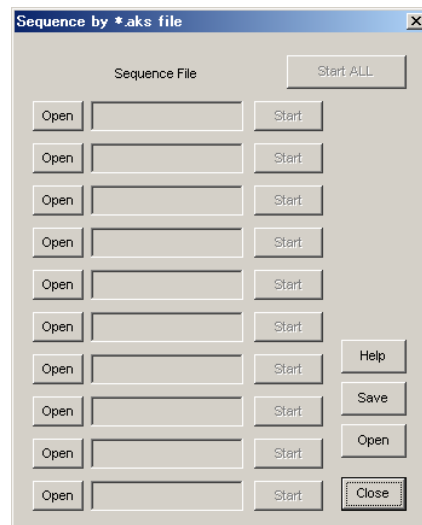 Sequence by *.aks file
Sequence File Start ALL
Open Start
Open Start
Open Start
Open Start
Open Start
Open Start
Help
Open Start
Save
Open Start
Open
Open Start
Open Start Close